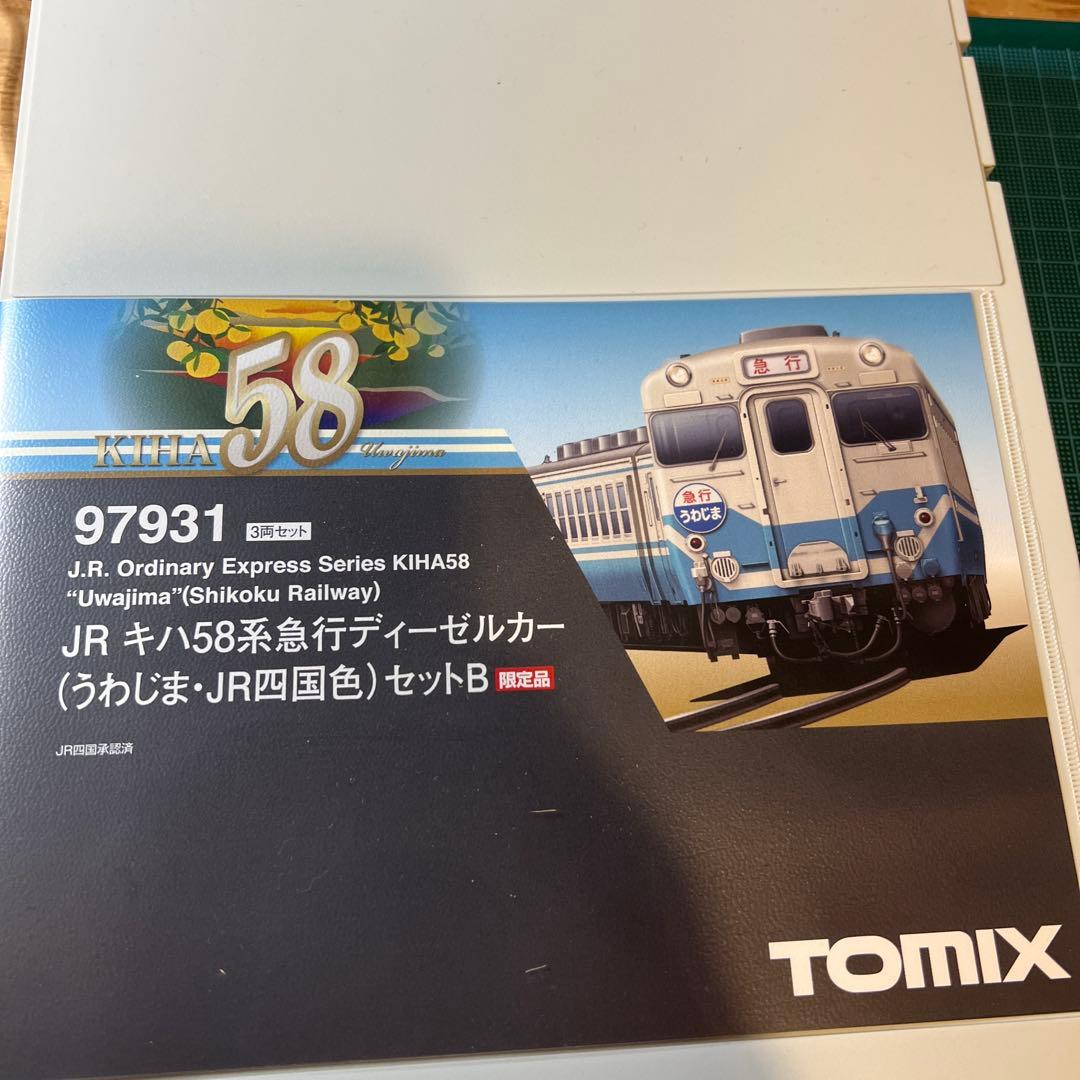 KIHA 58 Uwajima
急行
急行
うわじま
97931 3両セット
J.R. Ordinary Express Series KIHA58
“Uwajima”(Shikoku Railway)
JR キハ58系急行ディーゼルカー
(うわじま・JR四国色)セットB 限定品
JR四国承認済
TOMIX